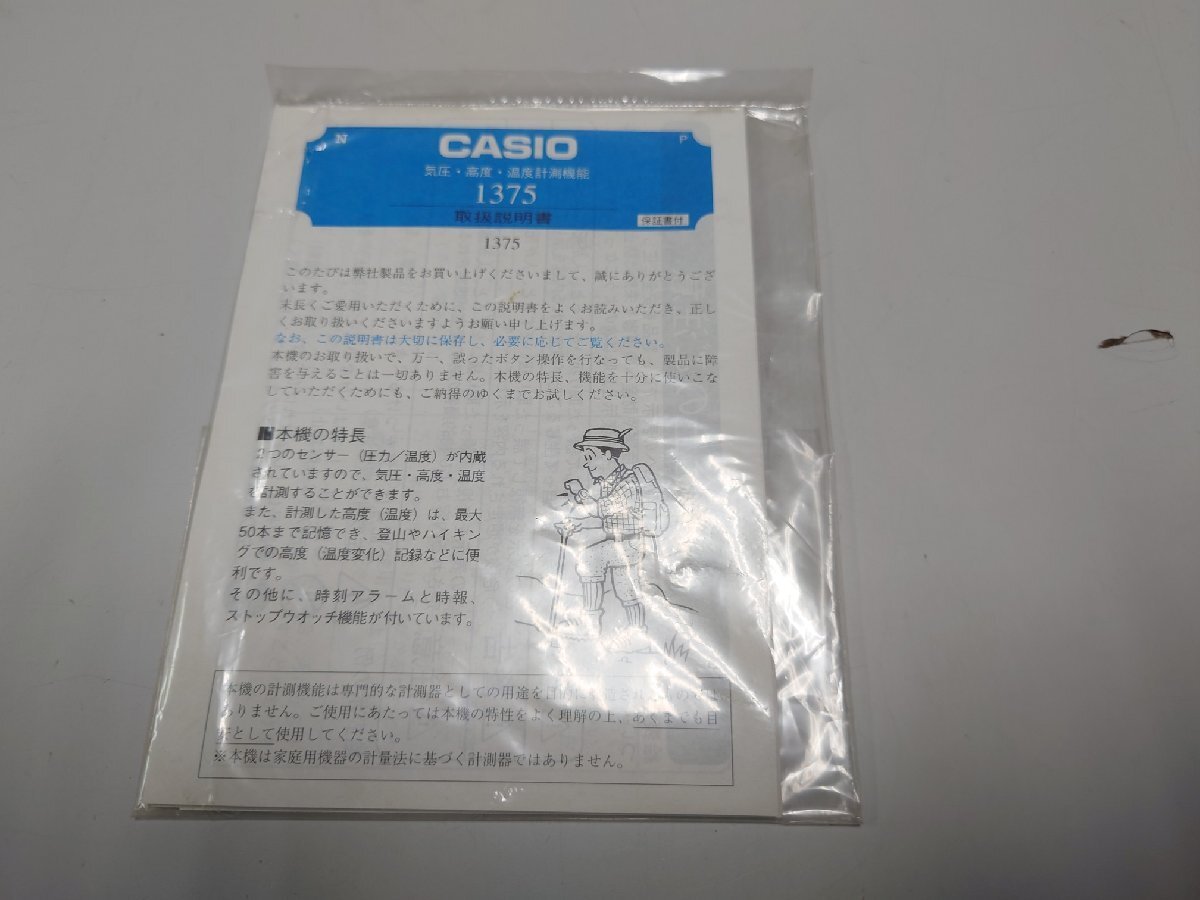 N
CASIO
P
気圧・高度・温度計測機能
1375
取扱説明書
保証書付
1375
このたびは弊社製品をお買い上げくださいまして、誠にありがとうござ
います。
末長くご愛用いただくために、この説明書をよくお読みいただき、正し
くお取り扱いくださいますようお願い申し上げます。
なお、この説明書は大切に保存し、必要に応じてご覧ください。
本機のお取り扱いで、万一、誤ったボタン操作を行なっても、製品に障
害を与えることは一切ありません。本機の特長、機能を十分に使いこな
していただくためにも、ご納得のゆくまでお試しください。
本機の特長
2つのセンサー（圧力／温度）が内蔵
されていますので、気圧・高度・温度
を計測することができます。
また、計測した高度（温度）は、最大
50本まで記憶でき、登山やハイキン
グでの高度（温度変化）記録などに便
利です。
その他に、時刻アラームと時報、
ストップウオッチ機能が付いています。
本機の計測機能は専門的な計測器としての用途を目的に
ありません。ご使用にあたっては本機の特性をよく理解の上、あくまでも目
安として使用してください。
※本機は家庭用機器の計量法に基づく計測器ではありません。